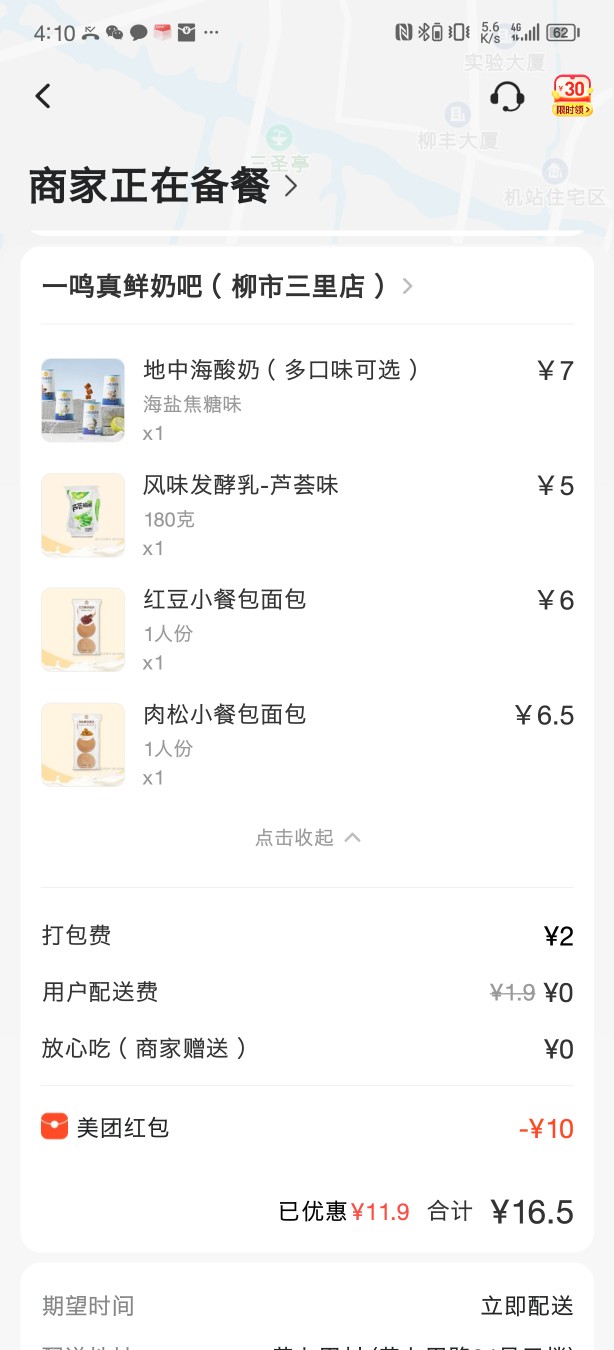 4:10
5.6 K/s
4G
62
实验大厦
¥30
限时领>
柳丰大厦
三圣亭
机站住宅区
商家正在备餐 >
一鸣真鲜奶吧（柳市三里店） >
地中海酸奶（多口味可选） ￥7
海盐焦糖味
x1
风味发酵乳-芦荟味 ￥5
180克
x1
红豆小餐包面包 ￥6
1人份
x1
肉松小餐包面包 ￥6.5
1人份
x1
点击收起
打包费 ¥2
用户配送费 ¥1.9 ¥0
放心吃（商家赠送） ¥0
美团红包 -¥10
已优惠¥11.9 合计 ¥16.5
期望时间 立即配送